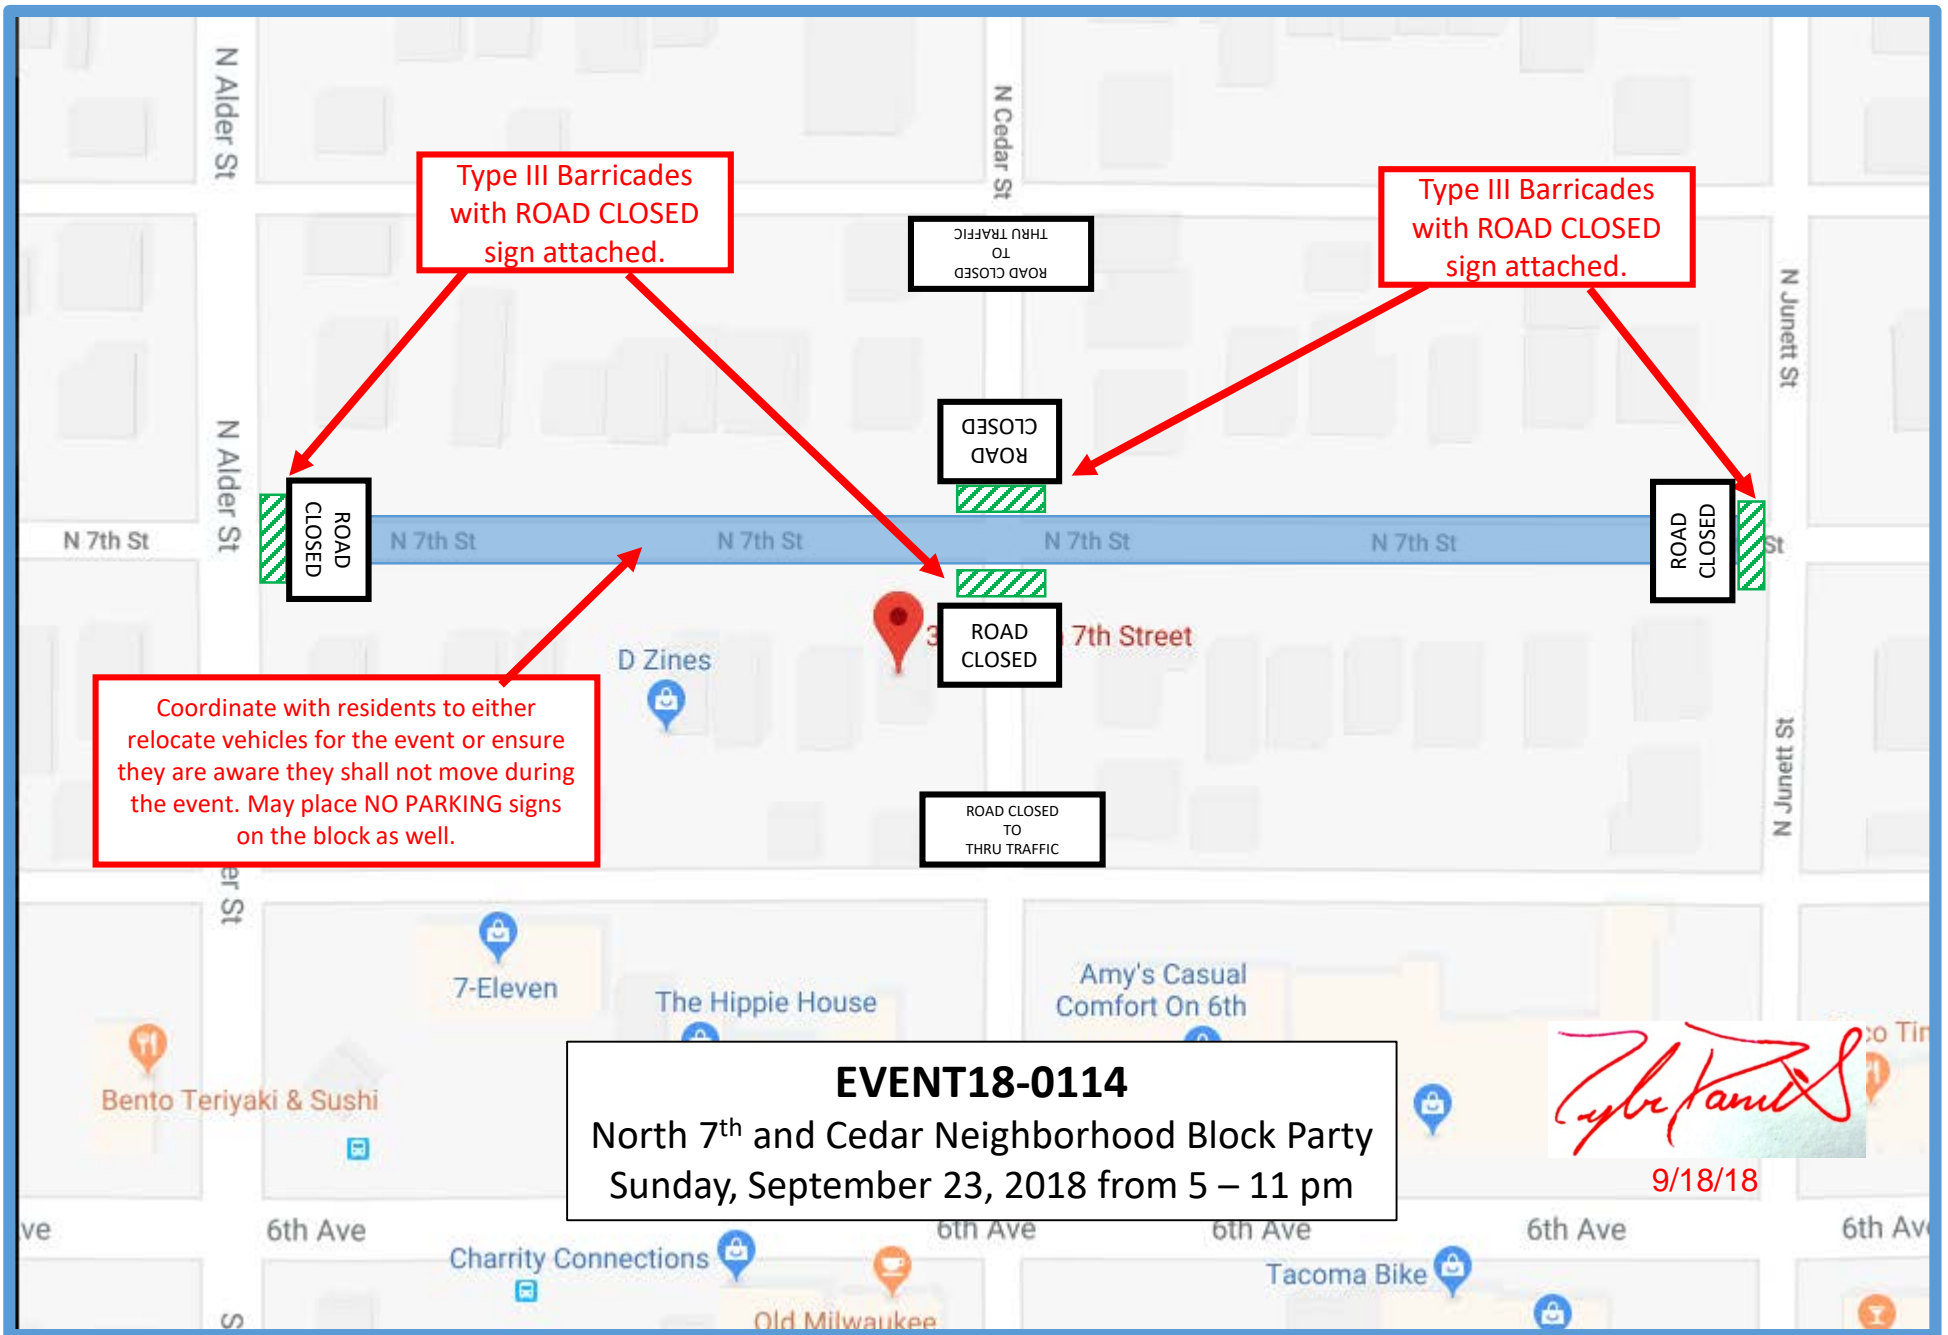 N Alder St
N Cedar St
Type III Barricades
with ROAD CLOSED
sign attached.
Type III Barricades
with ROAD CLOSED
sign attached.
ROAD CLOSED
TO
THRU TRAFFIC
N Junett St
ROAD
CLOSED
N Alder St
ROAD
CLOSED
ROAD
CLOSED
N 7th St
N 7th St
N 7th St
N 7th St
N 7th St
St
ROAD
CLOSED
7th Street
D Zines
Coordinate with residents to either
relocate vehicles for the event or ensure
they are aware they shall not move during
the event. May place NO PARKING signs
on the block as well.
N Junett St
ROAD CLOSED
TO
THRU TRAFFIC
er St
7-Eleven
The Hippie House
Amy's Casual
Comfort On 6th
co Tim
Bento Teriyaki & Sushi
EVENT18-0114
North 7th and Cedar Neighborhood Block Party
Sunday, September 23, 2018 from 5 – 11 pm
9/18/18
ve
6th Ave
6th Ave
6th Ave
6th Ave
6th Av
Charrity Connections
Tacoma Bike
Old Milwaukee
S